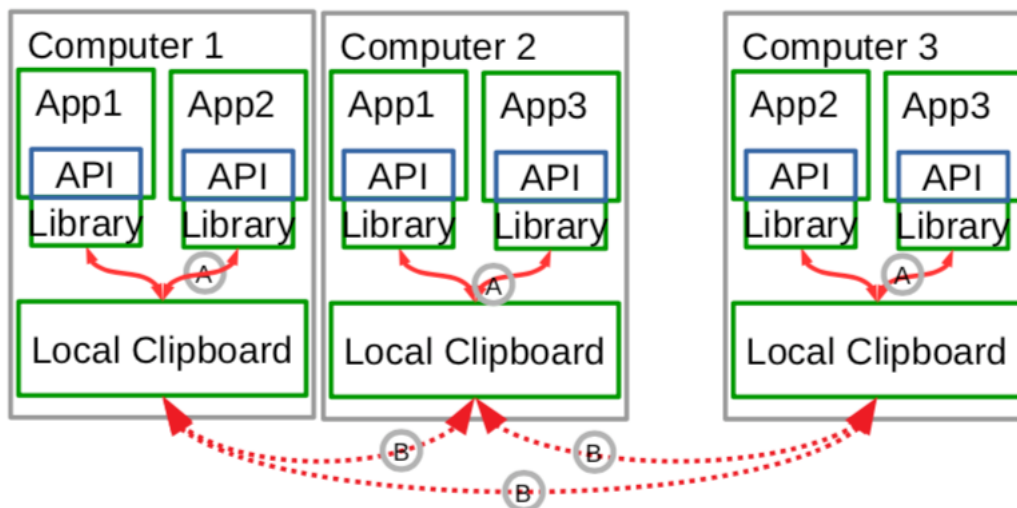 Computer 1
App1
App2
API
API
Library
Library
A
Local Clipboard
Computer 2
App1
App3
API
API
Library
Library
A
Local Clipboard
Computer 3
App2
App3
API
API
Library
Library
A
Local Clipboard
B
B
B